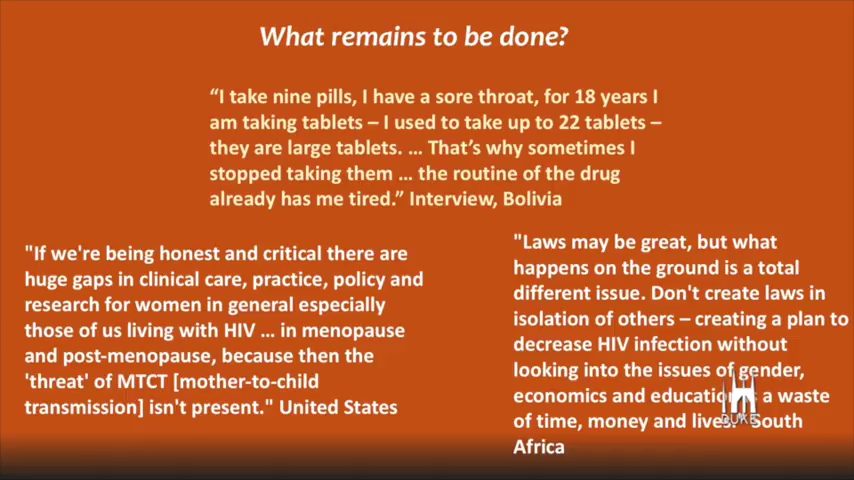 What remains to be done?
“I take nine pills, I have a sore throat, for 18 years I
am taking tablets – I used to take up to 22 tablets –
they are large tablets. … That’s why sometimes I
stopped taking them … the routine of the drug
already has me tired.” Interview, Bolivia
"If we're being honest and critical there are
huge gaps in clinical care, practice, policy and
research for women in general especially
those of us living with HIV … in menopause
and post-menopause, because then the
'threat' of MTCT [mother-to-child
transmission] isn't present." United States
"Laws may be great, but what
happens on the ground is a total
different issue. Don't create laws in
isolation of others – creating a plan to
decrease HIV infection without
looking into the issues of gender,
economics and education is a waste
of time, money and lives." South
Africa
DUKE